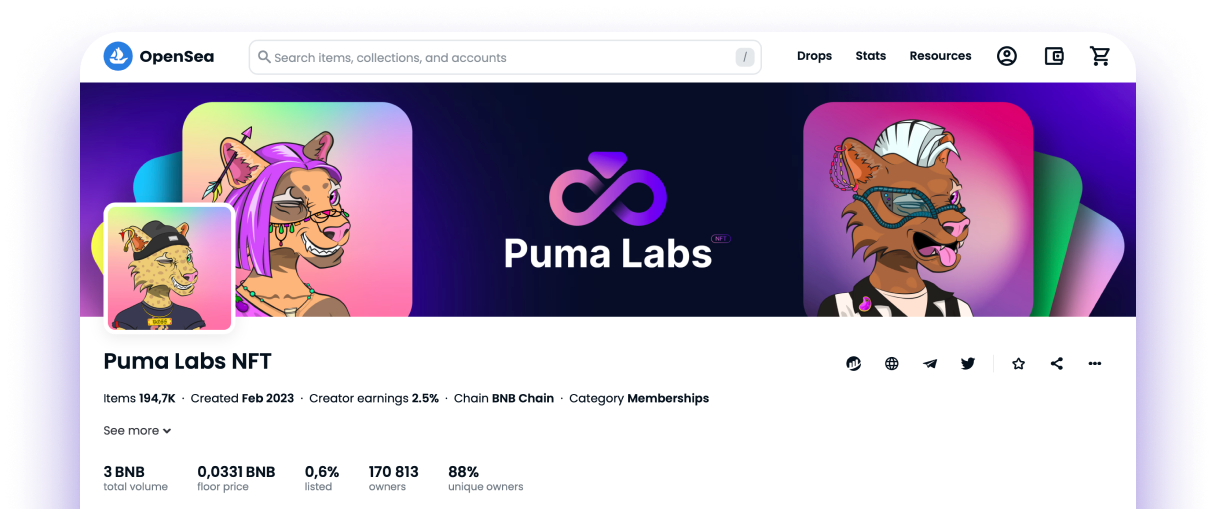 OpenSea
Search items, collections, and accounts
/
Drops Stats Resources
Puma Labs NFT
Puma Labs NFT
Items 194,7K · Created Feb 2023 · Creator earnings 2.5% · Chain BNB Chain · Category Memberships
See more
3 BNB 0,0331 BNB 0,6% 170 813 88%
total volume floor price listed owners unique owners